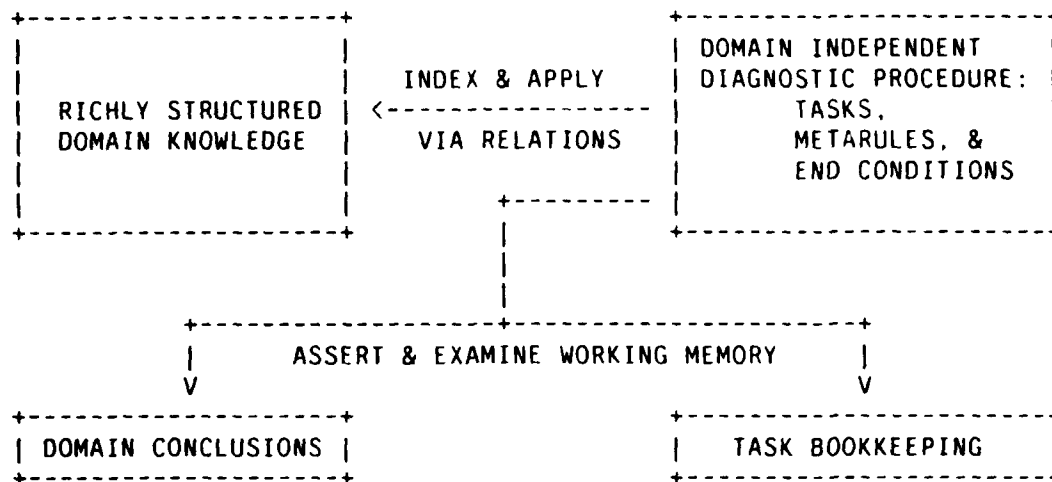 DOMAIN INDEPENDENT
INDEX & APPLY
DIAGNOSTIC PROCEDURE:
RICHLY STRUCTURED
TASKS,
DOMAIN KNOWLEDGE
VIA RELATIONS
METARULES, &
END CONDITIONS
ASSERT & EXAMINE WORKING MEMORY
DOMAIN CONCLUSIONS
TASK BOOKKEEPING